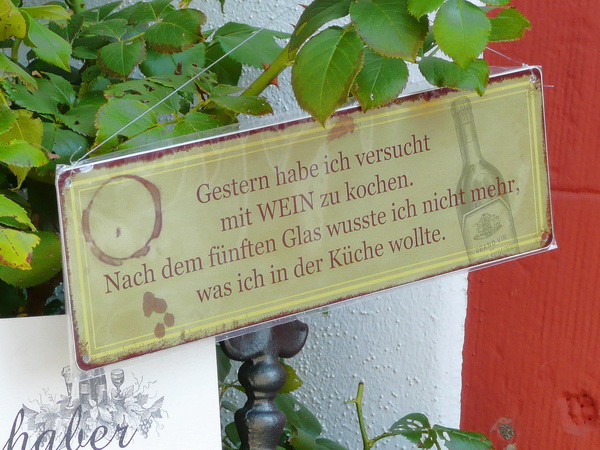 Gestern habe ich versucht
mit WEIN zu kochen.
Nach dem fünften Glas wusste ich nicht mehr,
was ich in der Küche wollte.
haber